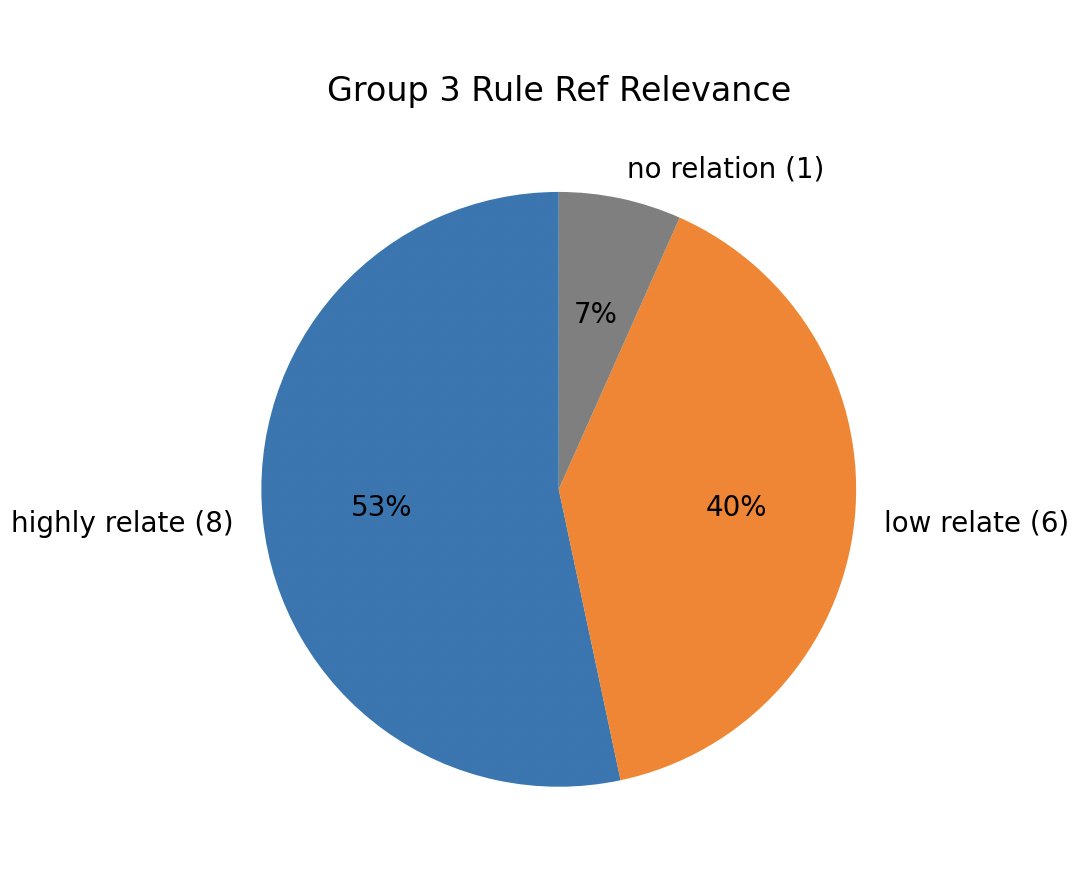 Group 3 Rule Ref Relevance
no relation (1)
7%
53%
40%
highly relate (8)
low relate (6)